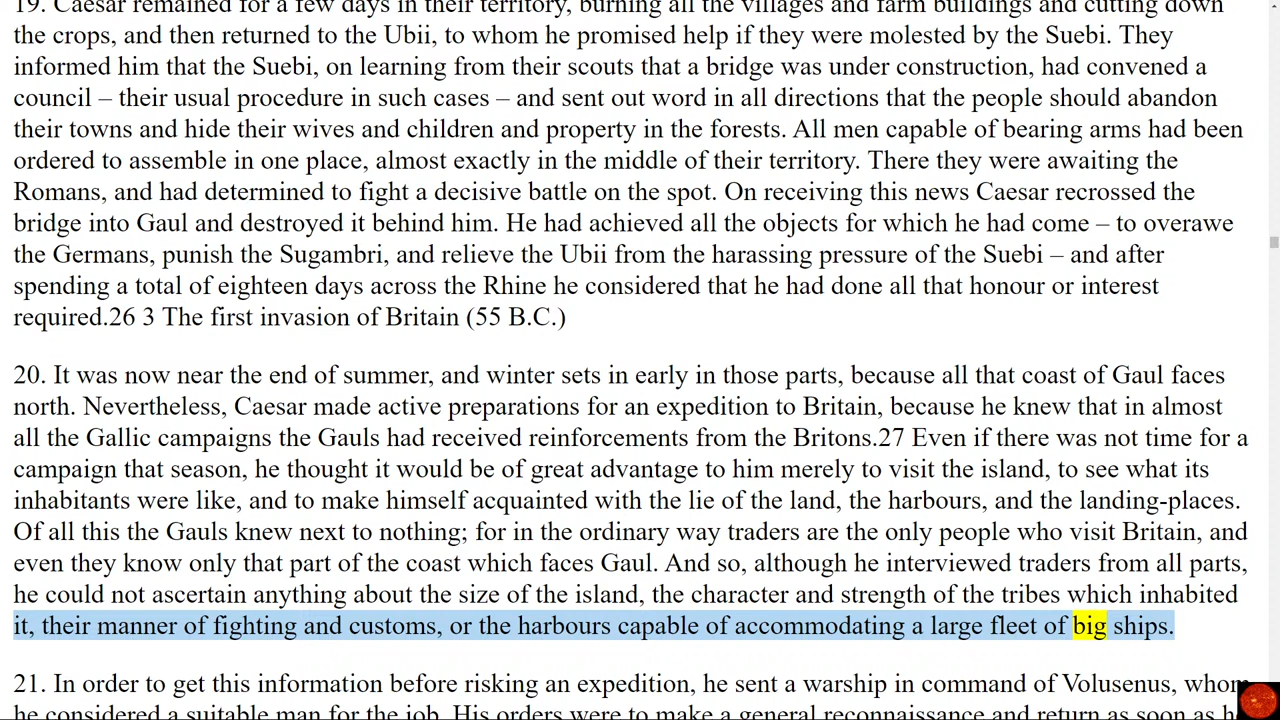 19. Caesar remained for a few days in their territory, burning all the villages and farm buildings and cutting down
the crops, and then returned to the Ubii, to whom he promised help if they were molested by the Suebi. They
informed him that the Suebi, on learning from their scouts that a bridge was under construction, had convened a
council – their usual procedure in such cases – and sent out word in all directions that the people should abandon
their towns and hide their wives and children and property in the forests. All men capable of bearing arms had been
ordered to assemble in one place, almost exactly in the middle of their territory. There they were awaiting the
Romans, and had determined to fight a decisive battle on the spot. On receiving this news Caesar recrossed the
bridge into Gaul and destroyed it behind him. He had achieved all the objects for which he had come – to overawe
the Germans, punish the Sugambri, and relieve the Ubii from the harassing pressure of the Suebi – and after
spending a total of eighteen days across the Rhine he considered that he had done all that honour or interest
required.26 3 The first invasion of Britain (55 B.C.)
20. It was now near the end of summer, and winter sets in early in those parts, because all that coast of Gaul faces
north. Nevertheless, Caesar made active preparations for an expedition to Britain, because he knew that in almost
all the Gallic campaigns the Gauls had received reinforcements from the Britons.27 Even if there was not time for a
campaign that season, he thought it would be of great advantage to him merely to visit the island, to see what its
inhabitants were like, and to make himself acquainted with the lie of the land, the harbours, and the landing-places.
Of all this the Gauls knew next to nothing; for in the ordinary way traders are the only people who visit Britain, and
even they know only that part of the coast which faces Gaul. And so, although he interviewed traders from all parts,
he could not ascertain anything about the size of the island, the character and strength of the tribes which inhabited
it, their manner of fighting and customs, or the harbours capable of accommodating a large fleet of big ships.
21. In order to get this information before risking an expedition, he sent a warship in command of Volusenus, whom
he considered a suitable man for the job. His orders were to make a general reconnaissance and return as soon as